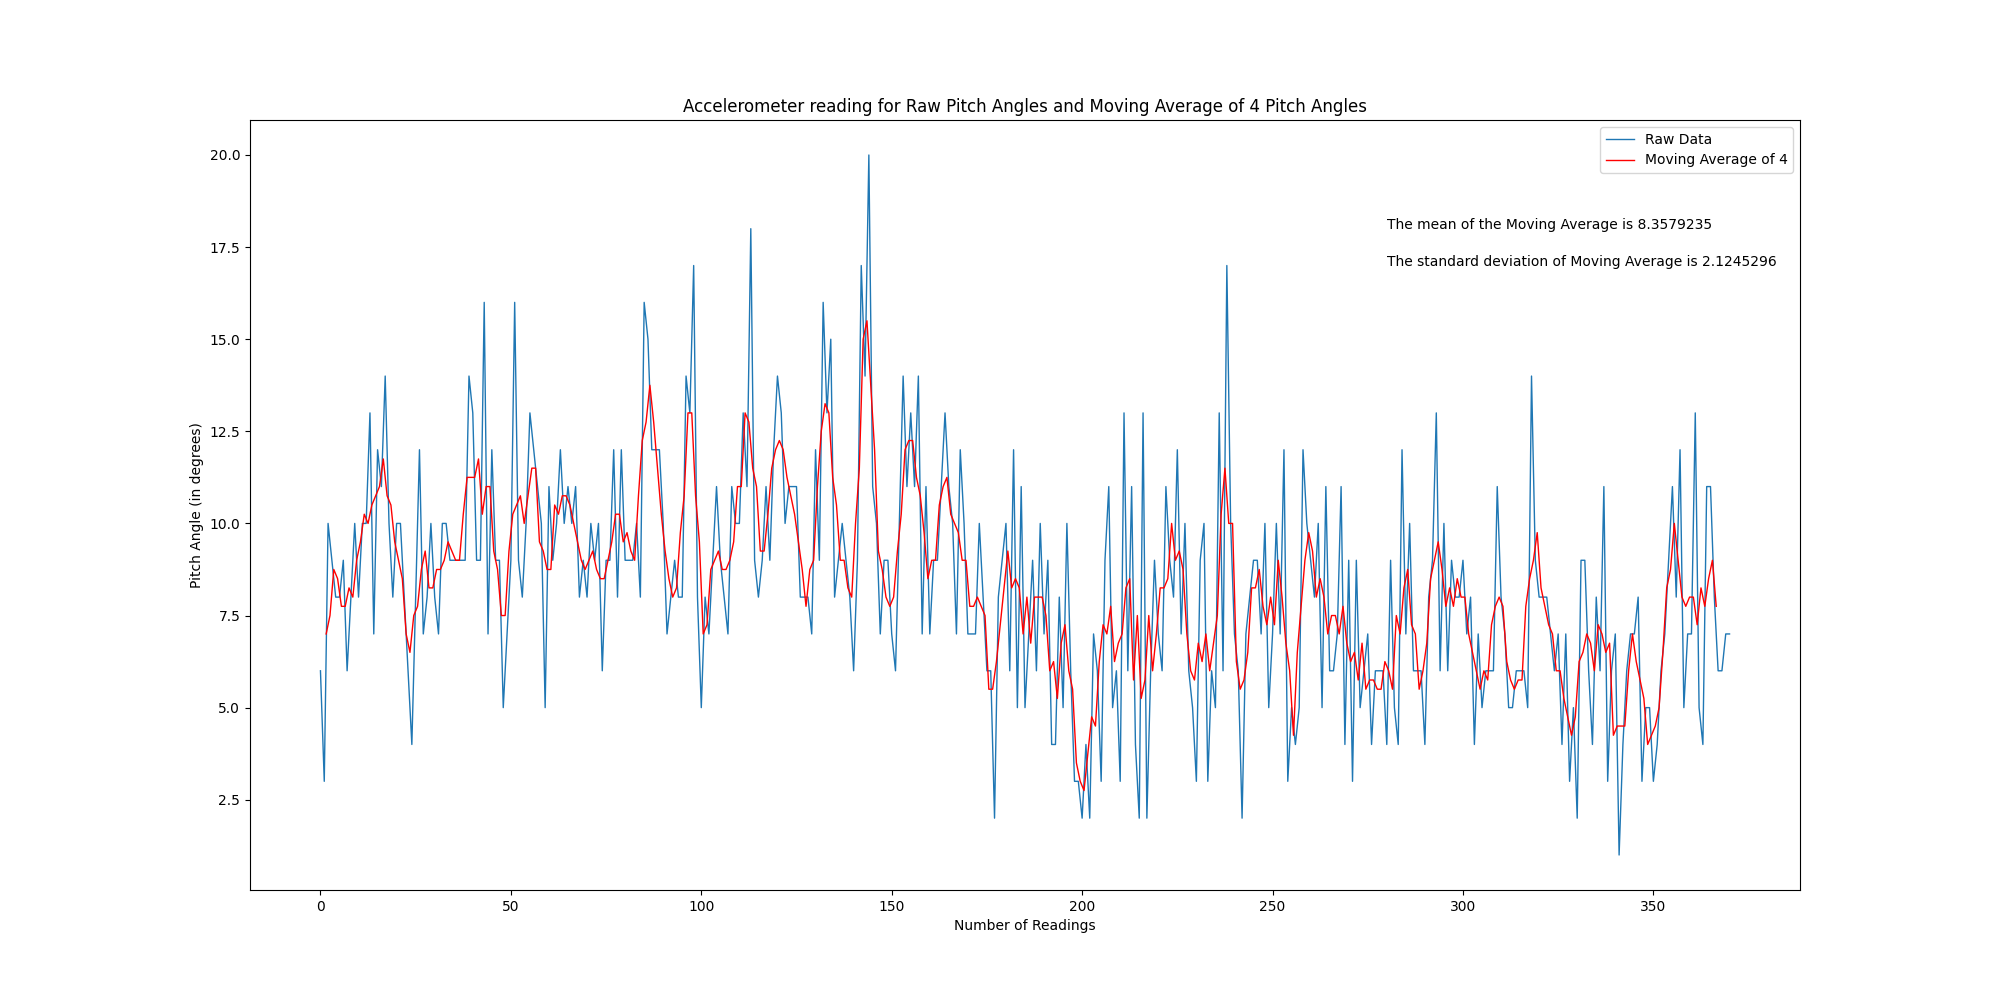 Accelerometer reading for Raw Pitch Angles and Moving Average of 4 Pitch Angles
Raw Data
Moving Average of 4
The mean of the Moving Average is 8.3579235
The standard deviation of Moving Average is 2.1245296
Pitch Angle (in degrees)
20.0
17.5
15.0
12.5
10.0
7.5
5.0
2.5
0 50 100 150 200 250 300 350
Number of Readings